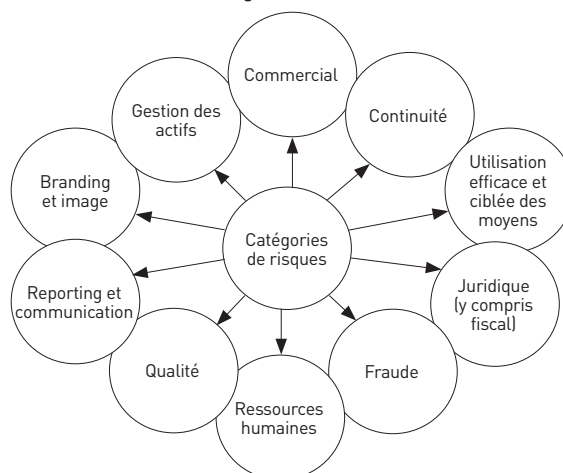 Commercial
Continuité
Utilisation
efficace et
ciblée des
moyens
Juridique
(y compris
fiscal)
Fraude
Ressources
humaines
Qualité
Reporting et
communication
Branding
et image
Gestion des
actifs
Catégories
de risques